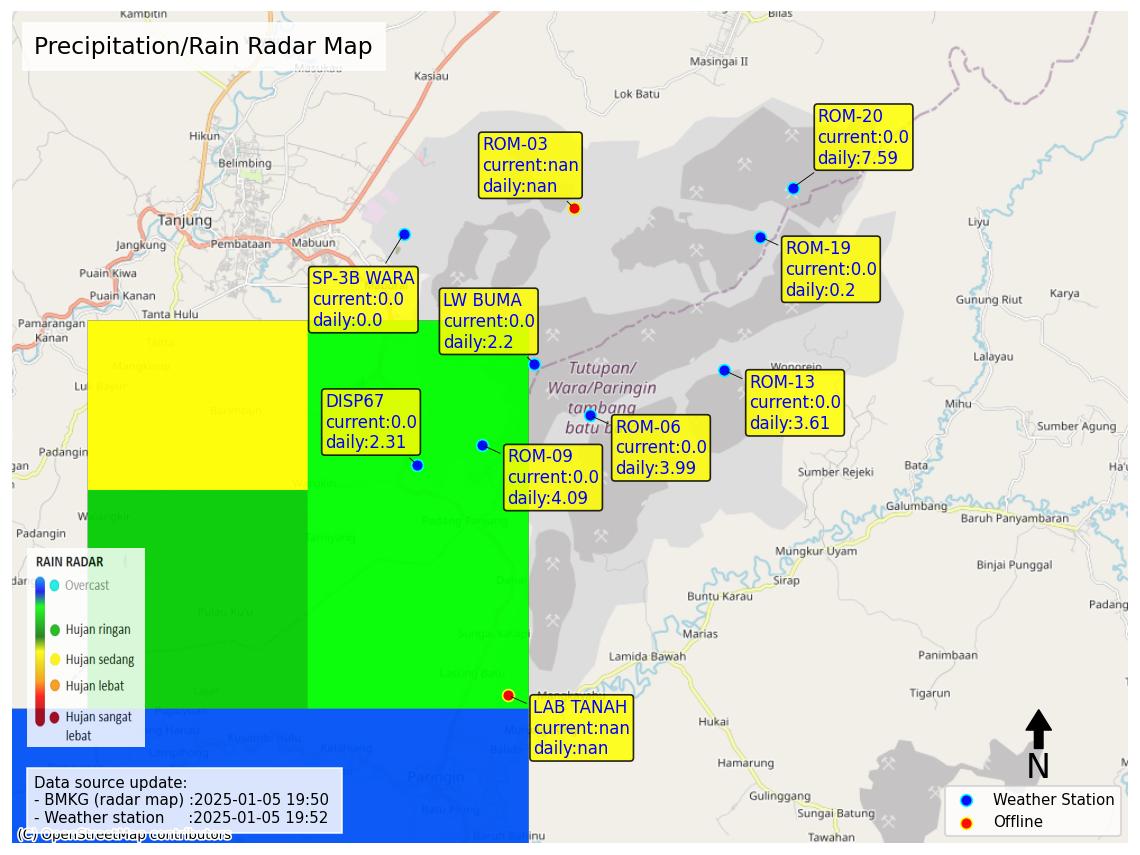 Precipitation/Rain Radar Map
Kambitin
Bilas
Masingai II
Kasiau
Masukau
Lok Batu
Hikun
Belimbing
ROM-03
current:nan
daily:nan
ROM-20
current:0.0
daily:7.59
Tanjung
Jangkung
Pembataan
Mabuun
Liyu
Puain Kiwa
Puain Kanan
Tanta Hulu
SP-3B WARA
current:0.0
daily:0.0
LW BUMA
current:0.0
daily:2.2
ROM-19
current:0.0
daily:0.2
Gunung Riut
Karya
Pamarangan
Kanan
Tanta
Lalayau
Wonorejo
Tutupan/
Wara/Paringin
tambang
batu b
ROM-13
current:0.0
daily:3.61
Mihu
DISP67
current:0.0
daily:2.31
ROM-06
current:0.0
daily:3.99
Sumber Agung
Padangin
ROM-09
current:0.0
daily:4.09
Bata
Sumber Rejeki
Galumbang
Baruh Panyambaran
Padang Panjang
Padangin
Tamiyang
Mungkur Uyam
Binjai Punggal
Sirap
Buntu Karau
Padang
Pulau Ku'u
Marias
Lamida Bawah
Panimbaan
Tigarun
Hukai
Hamarung
Gulinggang
Sungai Batung
Tawahan
LAB TANAH
current:nan
daily:nan
Paringin
RAIN RADAR
Overcast
Hujan ringan
Hujan sedang
Hujan lebat
Hujan sangat
lebat
Data source update:
- BMKG (radar map) :2025-01-05 19:50
- Weather station :2025-01-05 19:52
(C) OpenStreetMap contributors
N
Weather Station
Offline